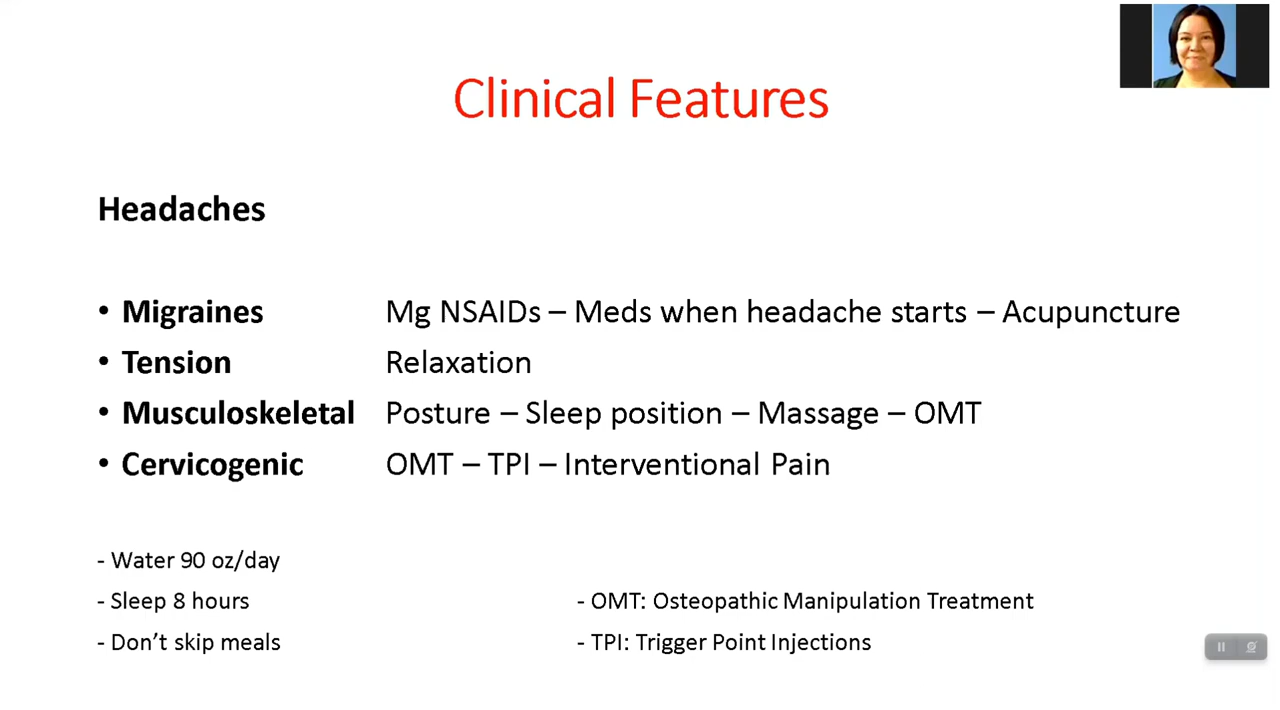 Clinical Features
Headaches
• Migraines Mg NSAIDs – Meds when headache starts – Acupuncture
• Tension Relaxation
• Musculoskeletal Posture – Sleep position – Massage – OMT
• Cervicogenic OMT – TPI – Interventional Pain
- Water 90 oz/day
- Sleep 8 hours - OMT: Osteopathic Manipulation Treatment
- Don’t skip meals - TPI: Trigger Point Injections